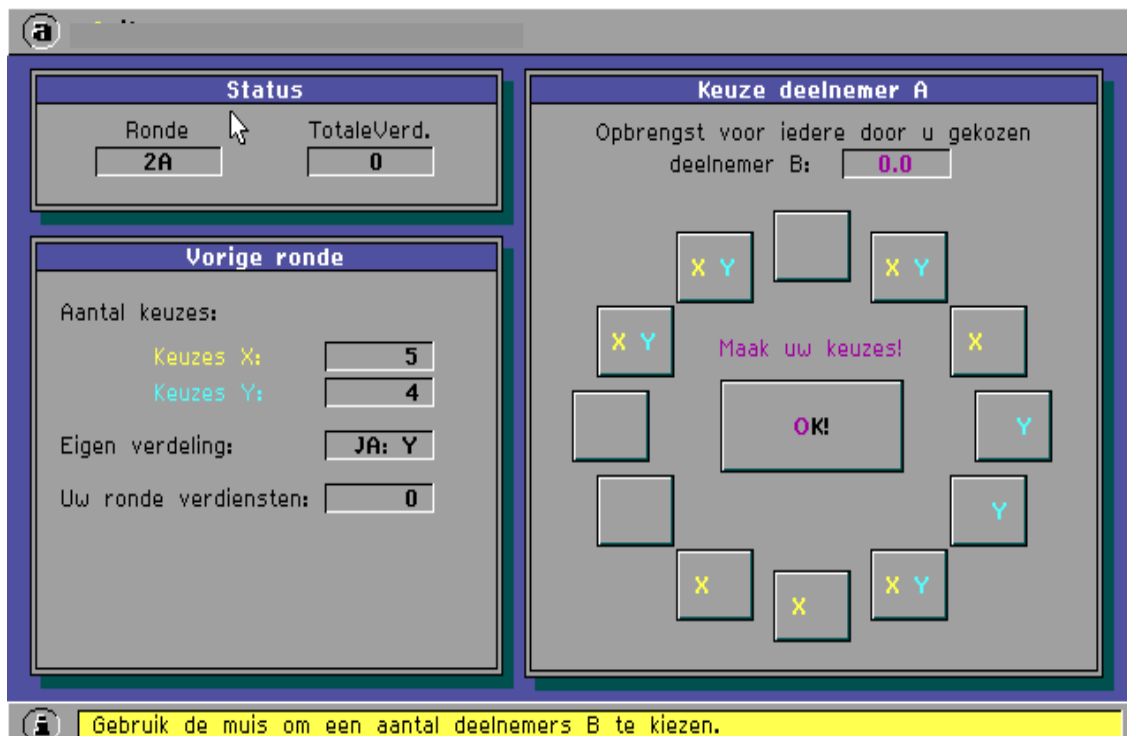 a
Status
Ronde TotaleVerd.
2A 0
Vorige ronde
Aantal keuzes:
Keuzes X: 5
Keuzes Y: 4
Eigen verdeling: JA: Y
Uw ronde verdiensten: 0
Keuze deelnemer A
Opbrengst voor iedere door u gekozen
deelnemer B: 0.0
X Y X Y
X Y X
Maak uw keuzes!
OK!
Y
Y
X X X Y
i Gebruik de muis om een aantal deelnemers B te kiezen.